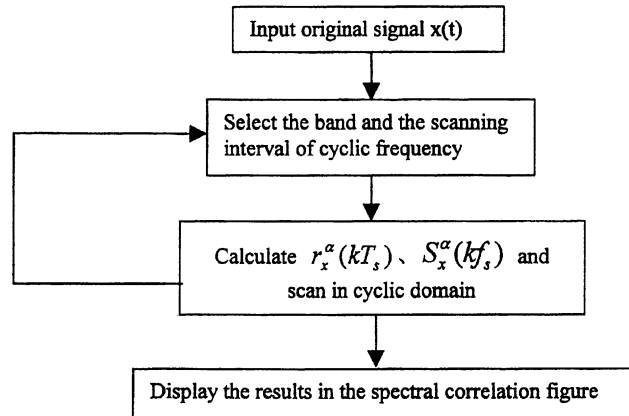 Input original signal x(t)
Select the band and the scanning
interval of cyclic frequency
Calculate r_x^α(kT_s)、S_x^α(kf_s) and
scan in cyclic domain
Display the results in the spectral correlation figure